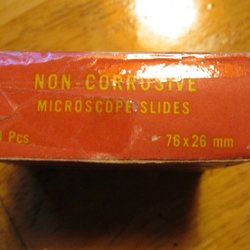 NON-CORROSIVE
MICROSCOPE SLIDES
Pcs 76 x 26 mm